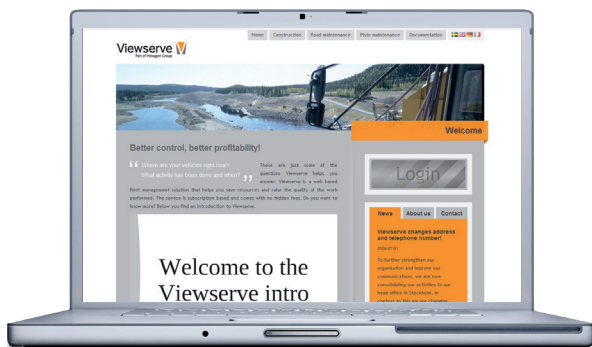 Home Construction Road maintenance Piste maintenance Documentation
Viewserve
Part of Hexagon Group
Welcome
Better control, better profitability!
“ Where are your vehicles right now?
What activity has been done and when? ”
These are just some of the
questions Viewserve helps you
answer. Viewserve is a web based
fleet management solution that helps you save resources and raise the quality of the work
performed. The service is subscription based and comes with no hidden fees. Do you want to
know more? Below you find an introduction to Viewserve.
Welcome to the
Viewserve intro
Login
News About us Contact
Viewserve changes address
and telephone number!
To further strengthen our
organisation and improve our
communications, we are now
consolidating our activities to our
head office in Stockholm. In